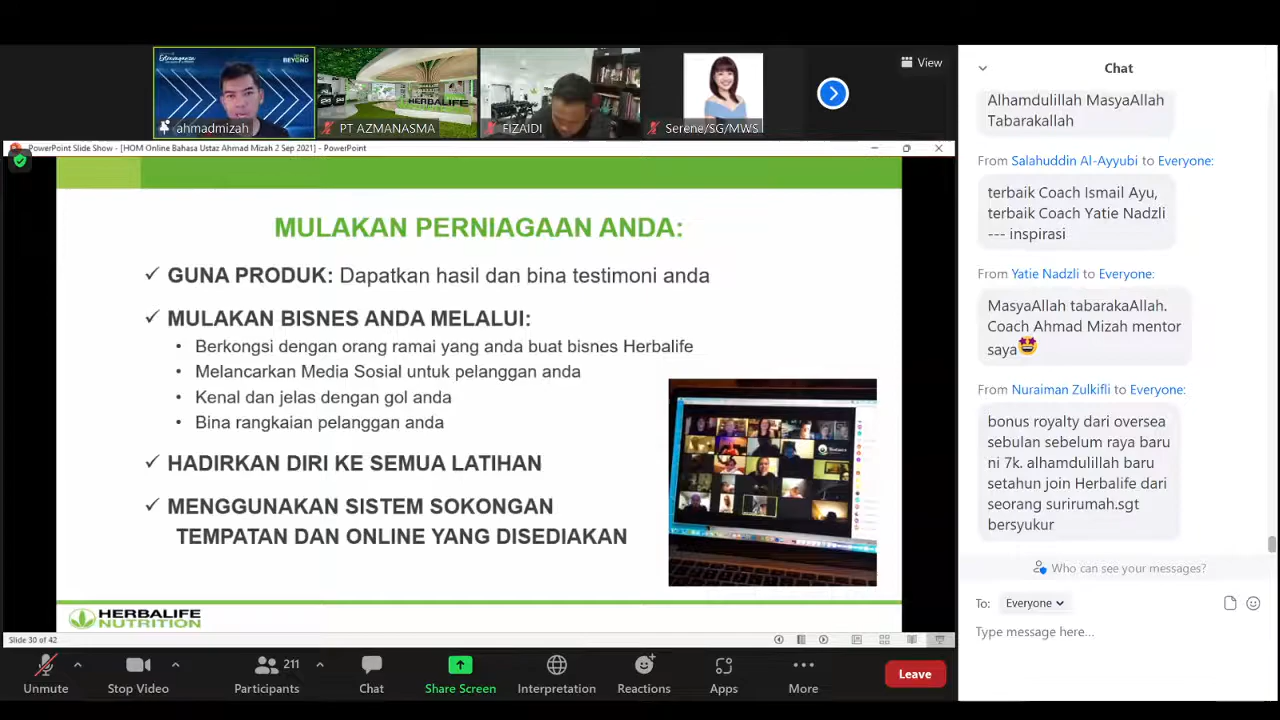 Extravaganza
BEYOND
HERBALIFE
ahmadmizah
PT AZMANASMA
FIZAIDI
Serene/SG/MWS
View
PowerPoint Slide Show - [HOM Online Bahasa Ustaz Ahmad Mizah 2 Sep 2021] - PowerPoint
MULAKAN PERNIAGAAN ANDA:
✓ GUNA PRODUK: Dapatkan hasil dan bina testimoni anda
✓ MULAKAN BISNES ANDA MELALUI:
• Berkongsi dengan orang ramai yang anda buat bisnes Herbalife
• Melancarkan Media Sosial untuk pelanggan anda
• Kenal dan jelas dengan gol anda
• Bina rangkaian pelanggan anda
✓ HADIRKAN DIRI KE SEMUA LATIHAN
✓ MENGGUNAKAN SISTEM SOKONGAN
TEMPATAN DAN ONLINE YANG DISEDIAKAN
HERBALIFE
NUTRITION
Slide 30 of 42
Unmute
Stop Video
211
Participants
Chat
Share Screen
Interpretation
Reactions
Apps
More
Leave
Chat
Alhamdulillah MasyaAllah
Tabarakallah
From Salahuddin Al-Ayyubi to Everyone:
terbaik Coach Ismail Ayu,
terbaik Coach Yatie Nadzli
--- inspirasi
From Yatie Nadzli to Everyone:
MasyaAllah tabarakaAllah.
Coach Ahmad Mizah mentor
saya🤩
From Nuraiman Zulkifli to Everyone:
bonus royalty dari oversea
sebulan sebelum raya baru
ni 7k. alhamdulillah baru
setahun join Herbalife dari
seorang surirumah.sgt
bersyukur
Who can see your messages?
To: Everyone
Type message here...